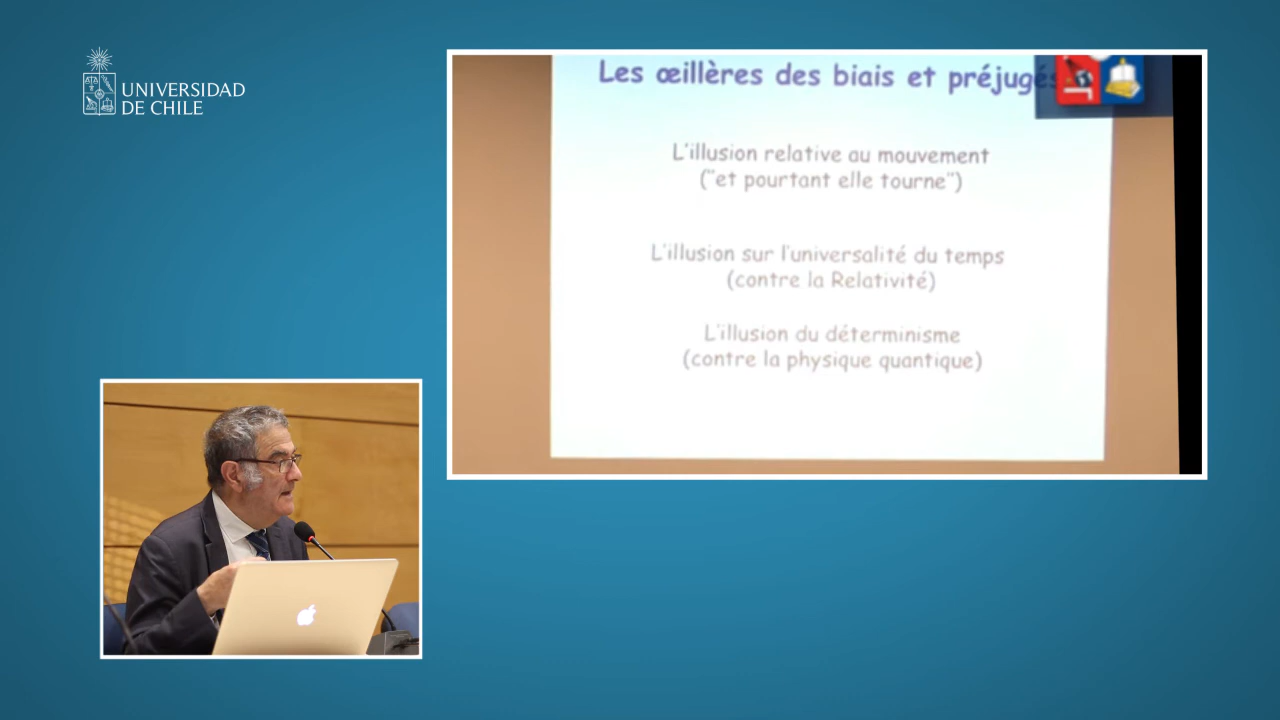 UNIVERSIDAD
DE CHILE
Les œillères des biais et préjugés
L'illusion relative au mouvement
("et pourtant elle tourne")
L'illusion sur l'universalité du temps
(contre la Relativité)
L'illusion du déterminisme
(contre la physique quantique)